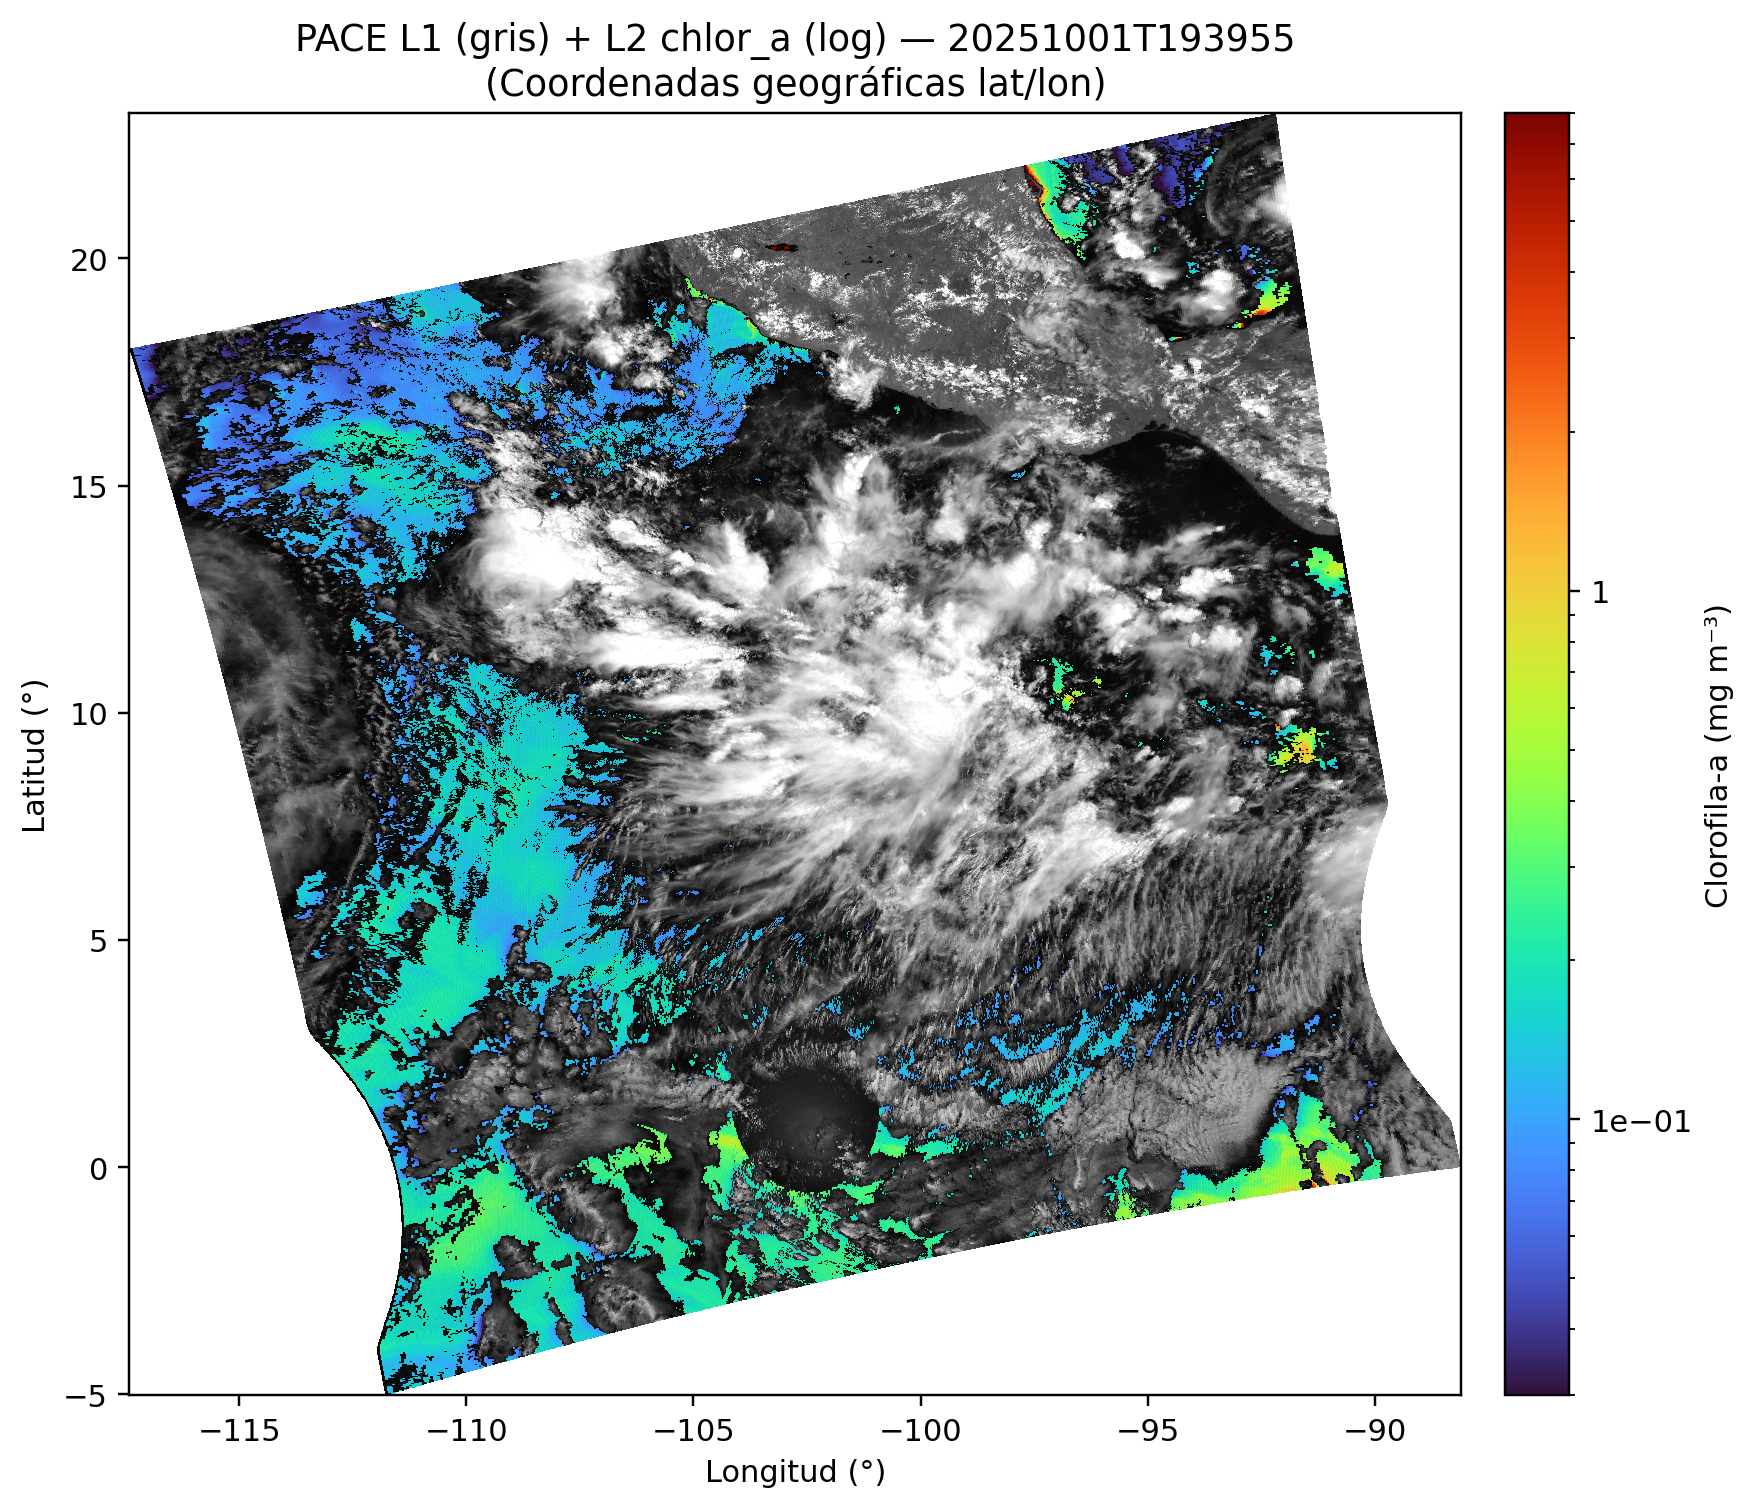 PACE L1 (gris) + L2 chlor_a (log) — 20251001T193955
(Coordenadas geográficas lat/lon)
Latitud (°)
20
15
10
5
0
−5
−115
−110
−105
−100
−95
−90
Longitud (°)
1
1e−01
Clorofila-a (mg m⁻³)